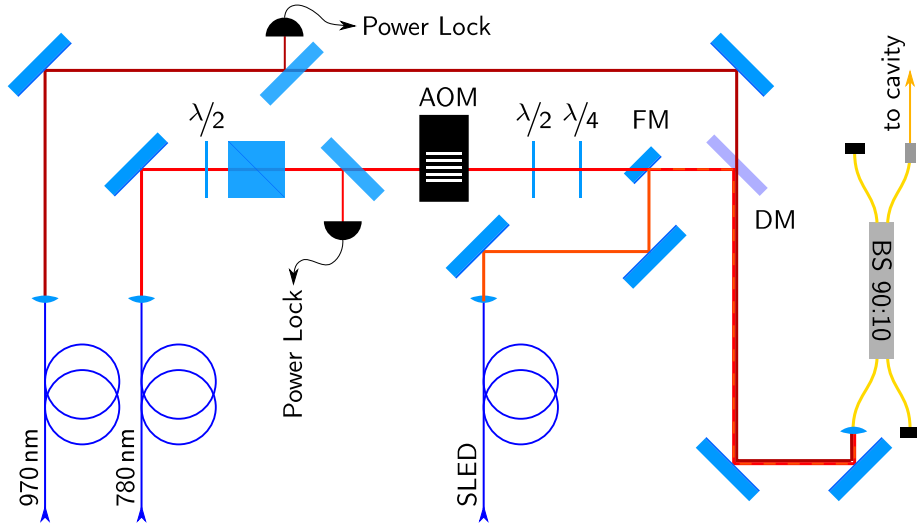 Power Lock
to cavity
AOM
λ/2
λ/2
λ/4
FM
DM
BS 90:10
Power Lock
970 nm
780 nm
SLED